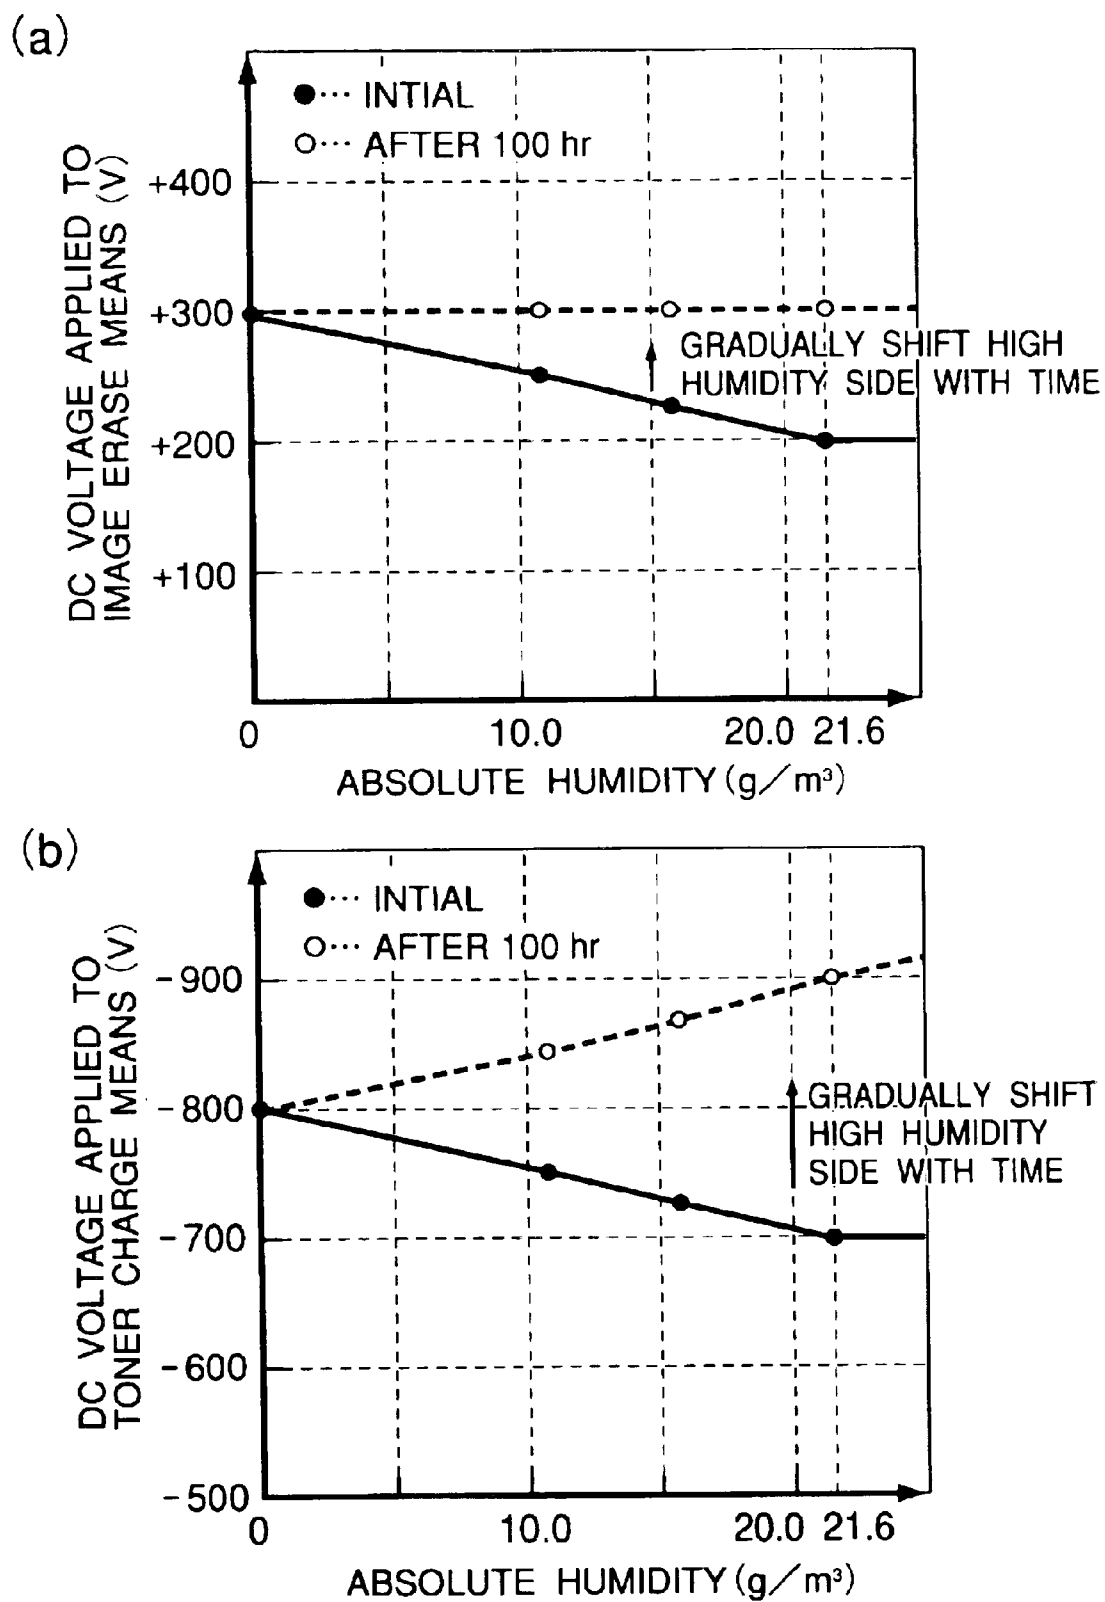 (a)
●··· INTIAL
○··· AFTER 100 hr
DC VOLTAGE APPLIED TO
IMAGE ERASE MEANS (V)
+400
+300
+200
+100
GRADUALLY SHIFT HIGH
HUMIDITY SIDE WITH TIME
0 10.0 20.0 21.6
ABSOLUTE HUMIDITY (g/m³)
(b)
●··· INTIAL
○··· AFTER 100 hr
DC VOLTAGE APPLIED TO
TONER CHARGE MEANS (V)
-900
-800
-700
-600
-500
GRADUALLY SHIFT
HIGH HUMIDITY
SIDE WITH TIME
0 10.0 20.0 21.6
ABSOLUTE HUMIDITY (g/m³)